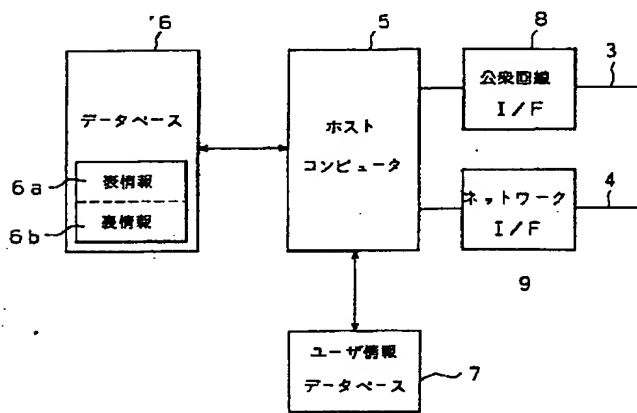 6
データベース
6a
表情報
6b
裏情報
5
ホスト
コンピュータ
8
公衆回線
I/F
3
ネットワーク
I/F
4
9
ユーザ情報
データベース
7